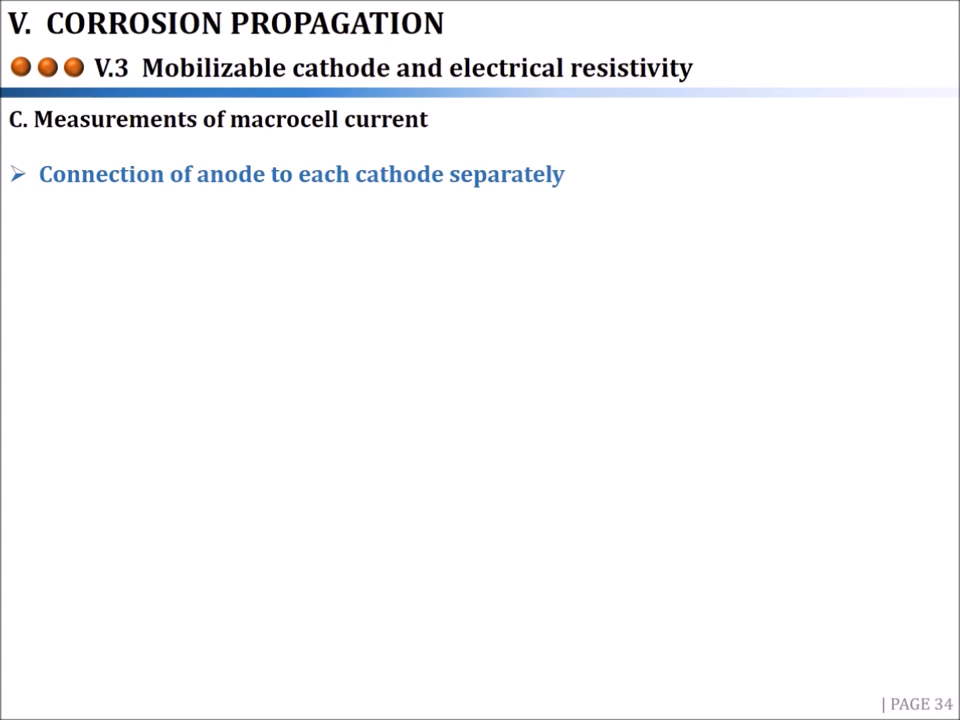 V. CORROSION PROPAGATION
V.3 Mobilizable cathode and electrical resistivity
C. Measurements of macrocell current
➢ Connection of anode to each cathode separately
| PAGE 34